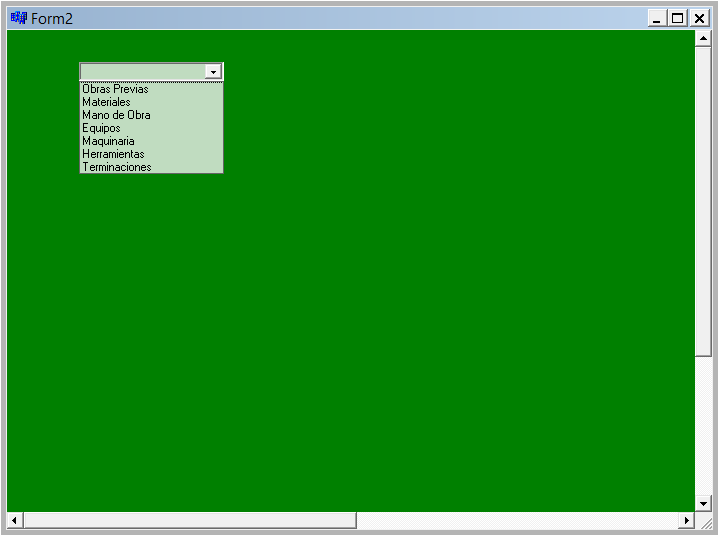 Form2
Obras Previas
Materiales
Mano de Obra
Equipos
Maquinaria
Herramientas
Terminaciones